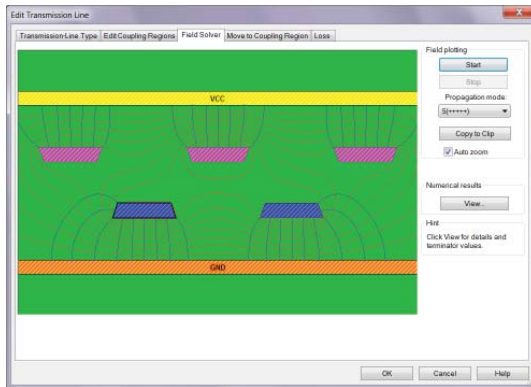 Edit Transmission Line
Transmission-Line Type
Edit Coupling Regions
Field Solver
Move to Coupling Region
Loss
Field plotting
Start
Stop
Propagation mode:
5(+++++)
Copy to Clip
Auto zoom
Numerical results
View...
Hint
Click View for details and
terminator values.
VCC
GND
OK
Cancel
Help